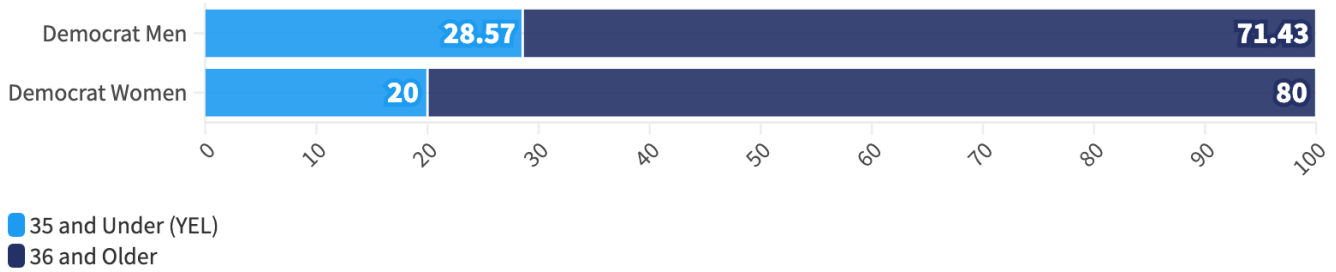 Democrat Men 28.57 71.43
Democrat Women 20 80
0 10 20 30 40 50 60 70 80 90 100
35 and Under (YEL)
36 and Older